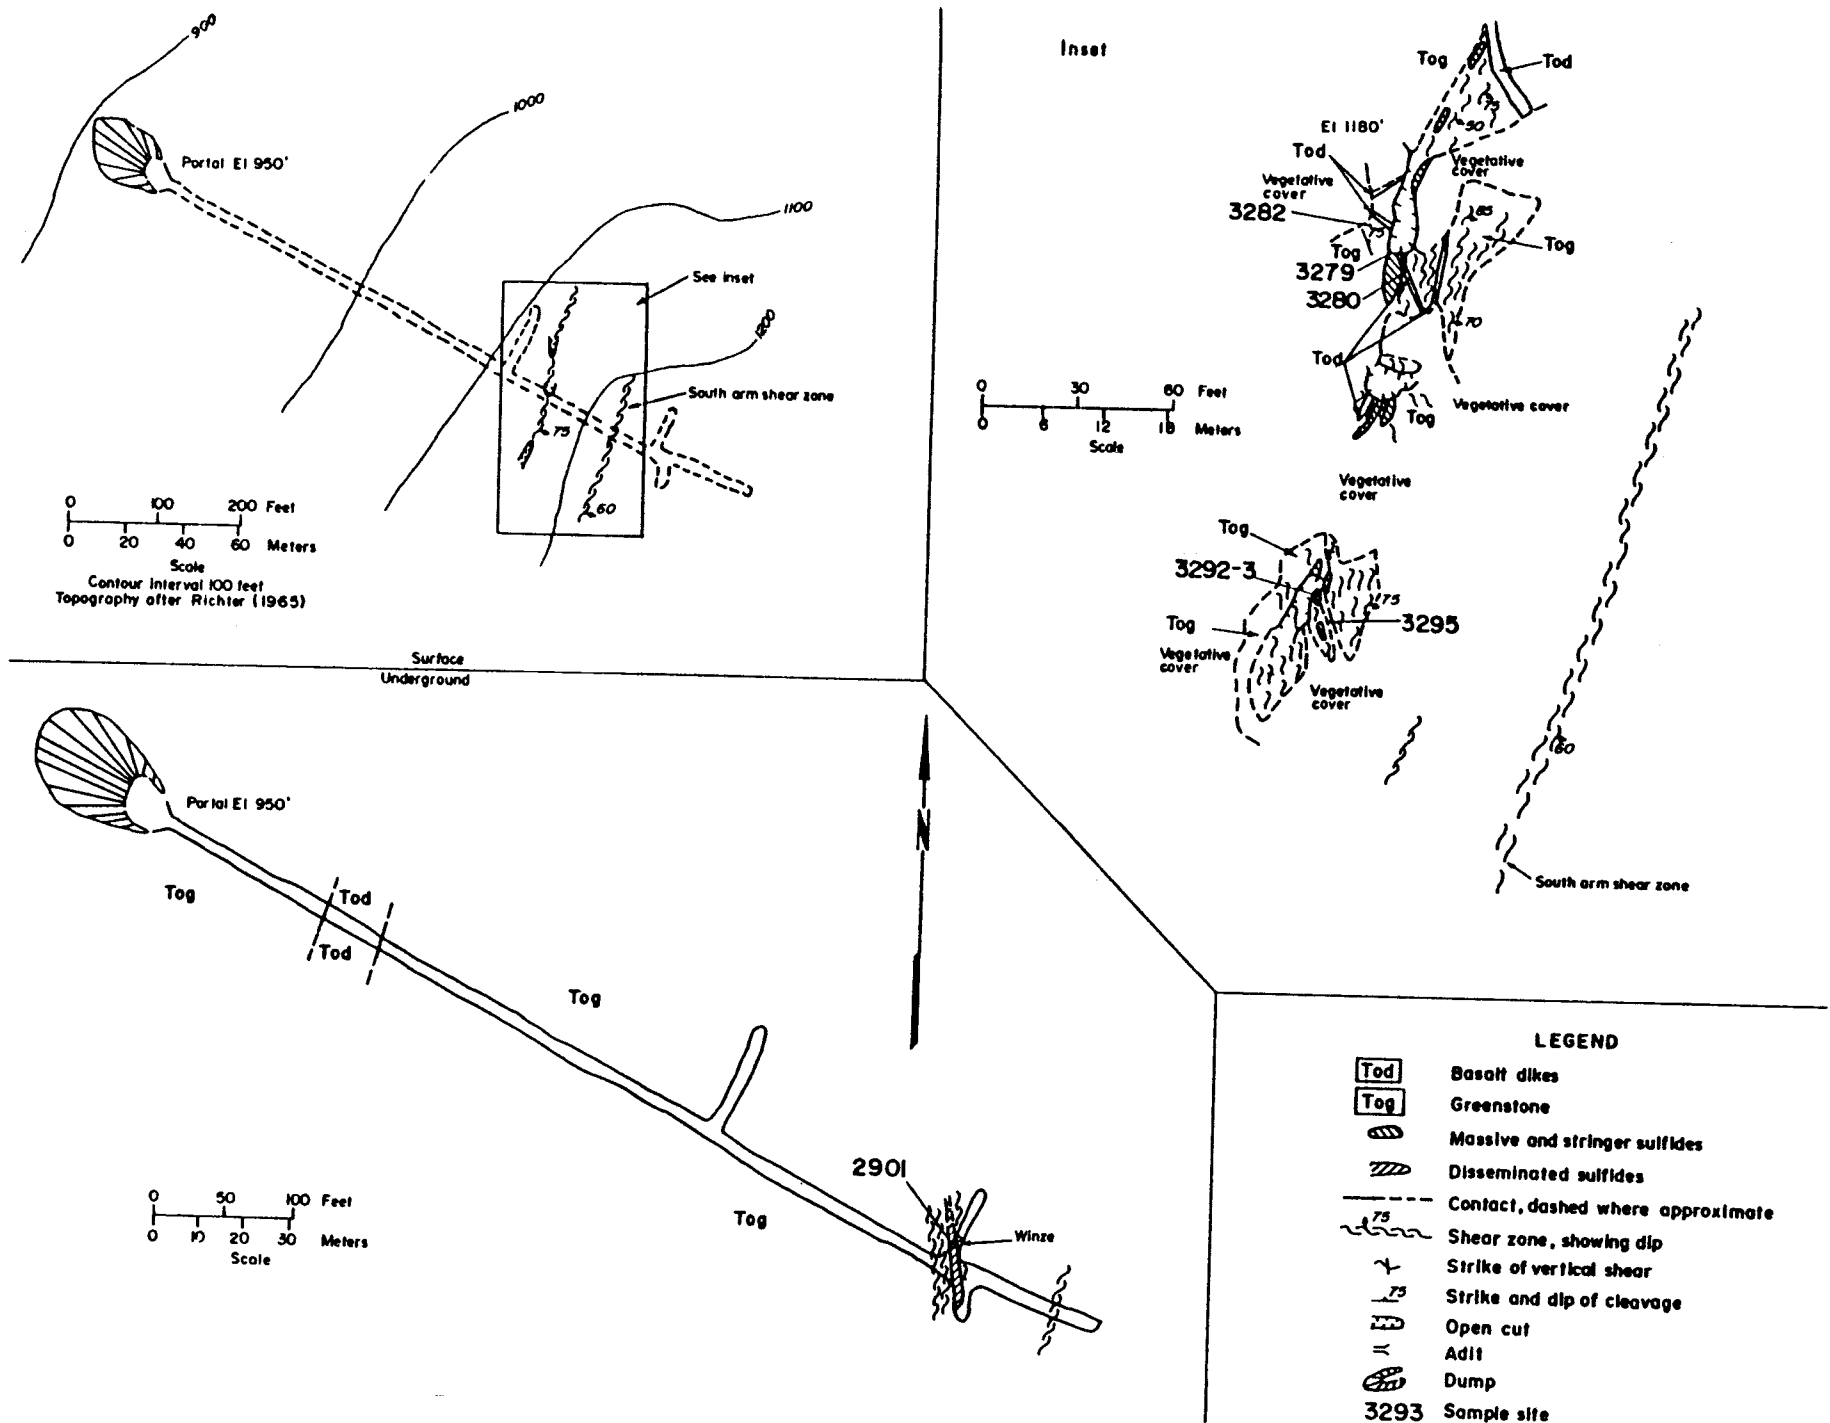 900
1000
Portal El 950'
1100
See inset
1200
South arm shear zone
75
60
0 100 200 Feet
0 20 40 60 Meters
Scale
Contour interval 100 feet
Topography after Richter (1965)
Surface
Underground
Portal El 950'
Tog
Tod
Tod
Tog
2901
Tog
Winze
0 50 100 Feet
0 10 20 30 Meters
Scale
N
Inset
Tog
Tod
75
El 1180'
50
Tod
Vegetative
cover
Vegetative
cover
3282
85
75
Tog
Tog
3279
3280
70
Tod
0 30 60 Feet
0 6 12 18 Meters
Scale
Vegetative cover
Tog
Vegetative
cover
Tog
3292-3
75
Tog
3295
Vegetative
cover
Vegetative
cover
60
South arm shear zone
LEGEND
Tod Basalt dikes
Tog Greenstone
Massive and stringer sulfides
Disseminated sulfides
Contact, dashed where approximate
75 Shear zone, showing dip
Strike of vertical shear
75 Strike and dip of cleavage
Open cut
Adit
Dump
3293 Sample site